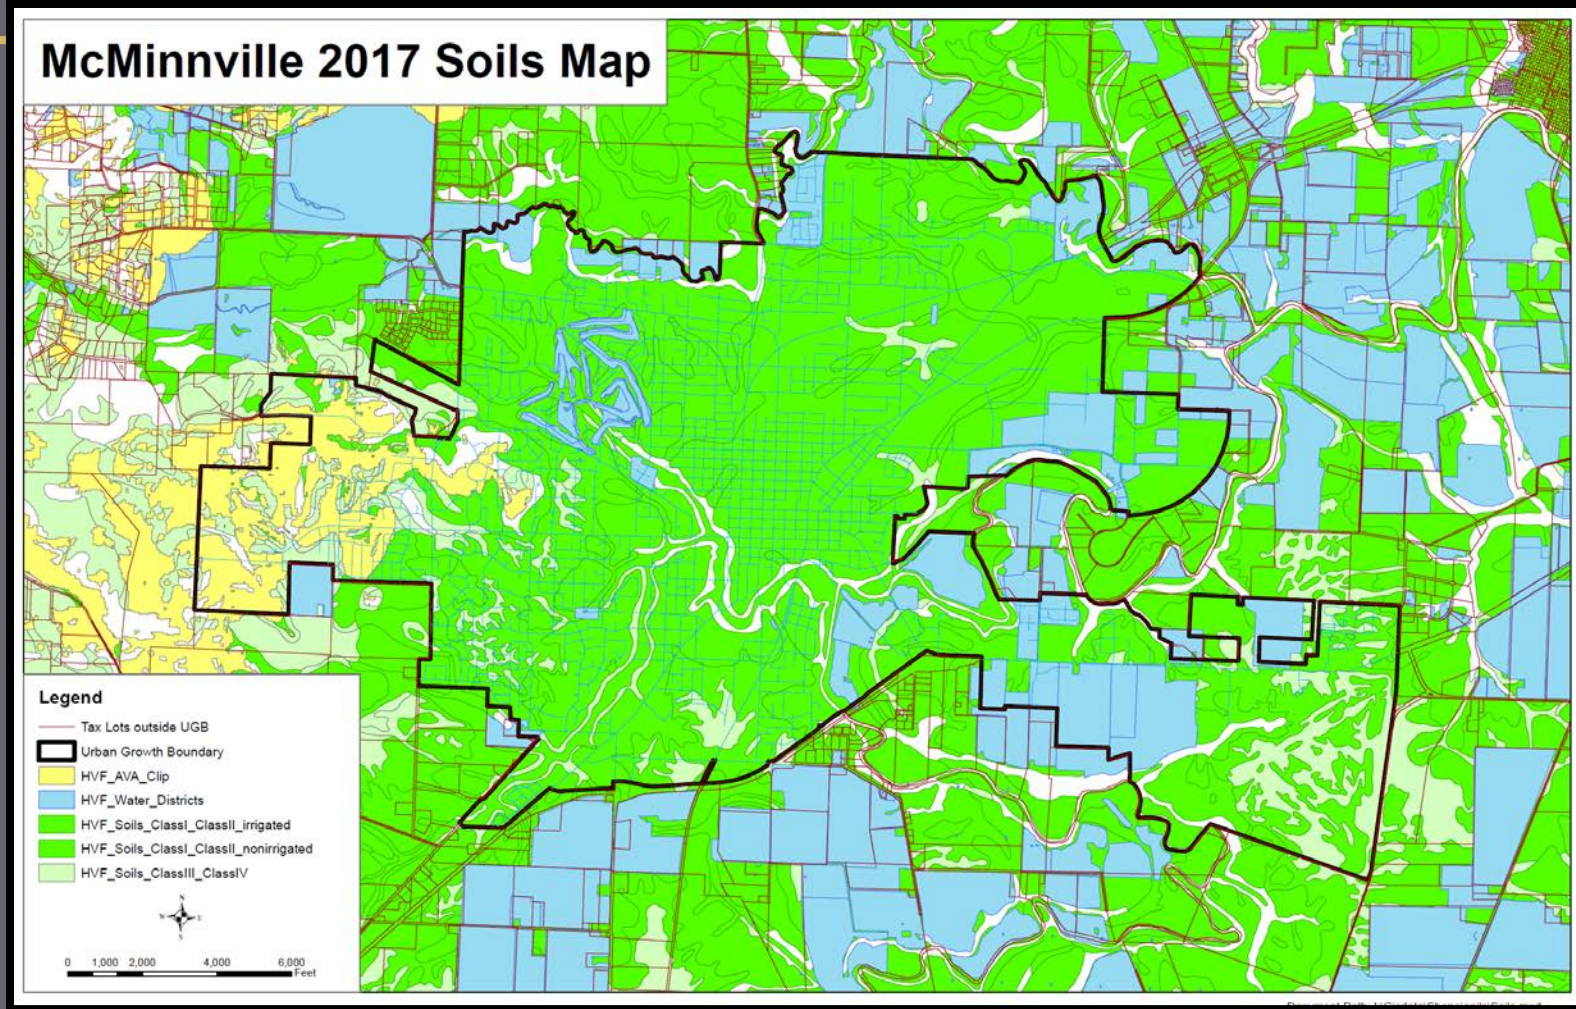 McMinnville 2017 Soils Map
Legend
Tax Lots outside UGB
Urban Growth Boundary
HVF_AVA_Clip
HVF_Water_Districts
HVF_Soils_ClassI_ClassII_irrigated
HVF_Soils_ClassI_ClassII_nonirrigated
HVF_Soils_ClassIII_ClassIV
N
W E
S
0 1,000 2,000 4,000 6,000
Feet